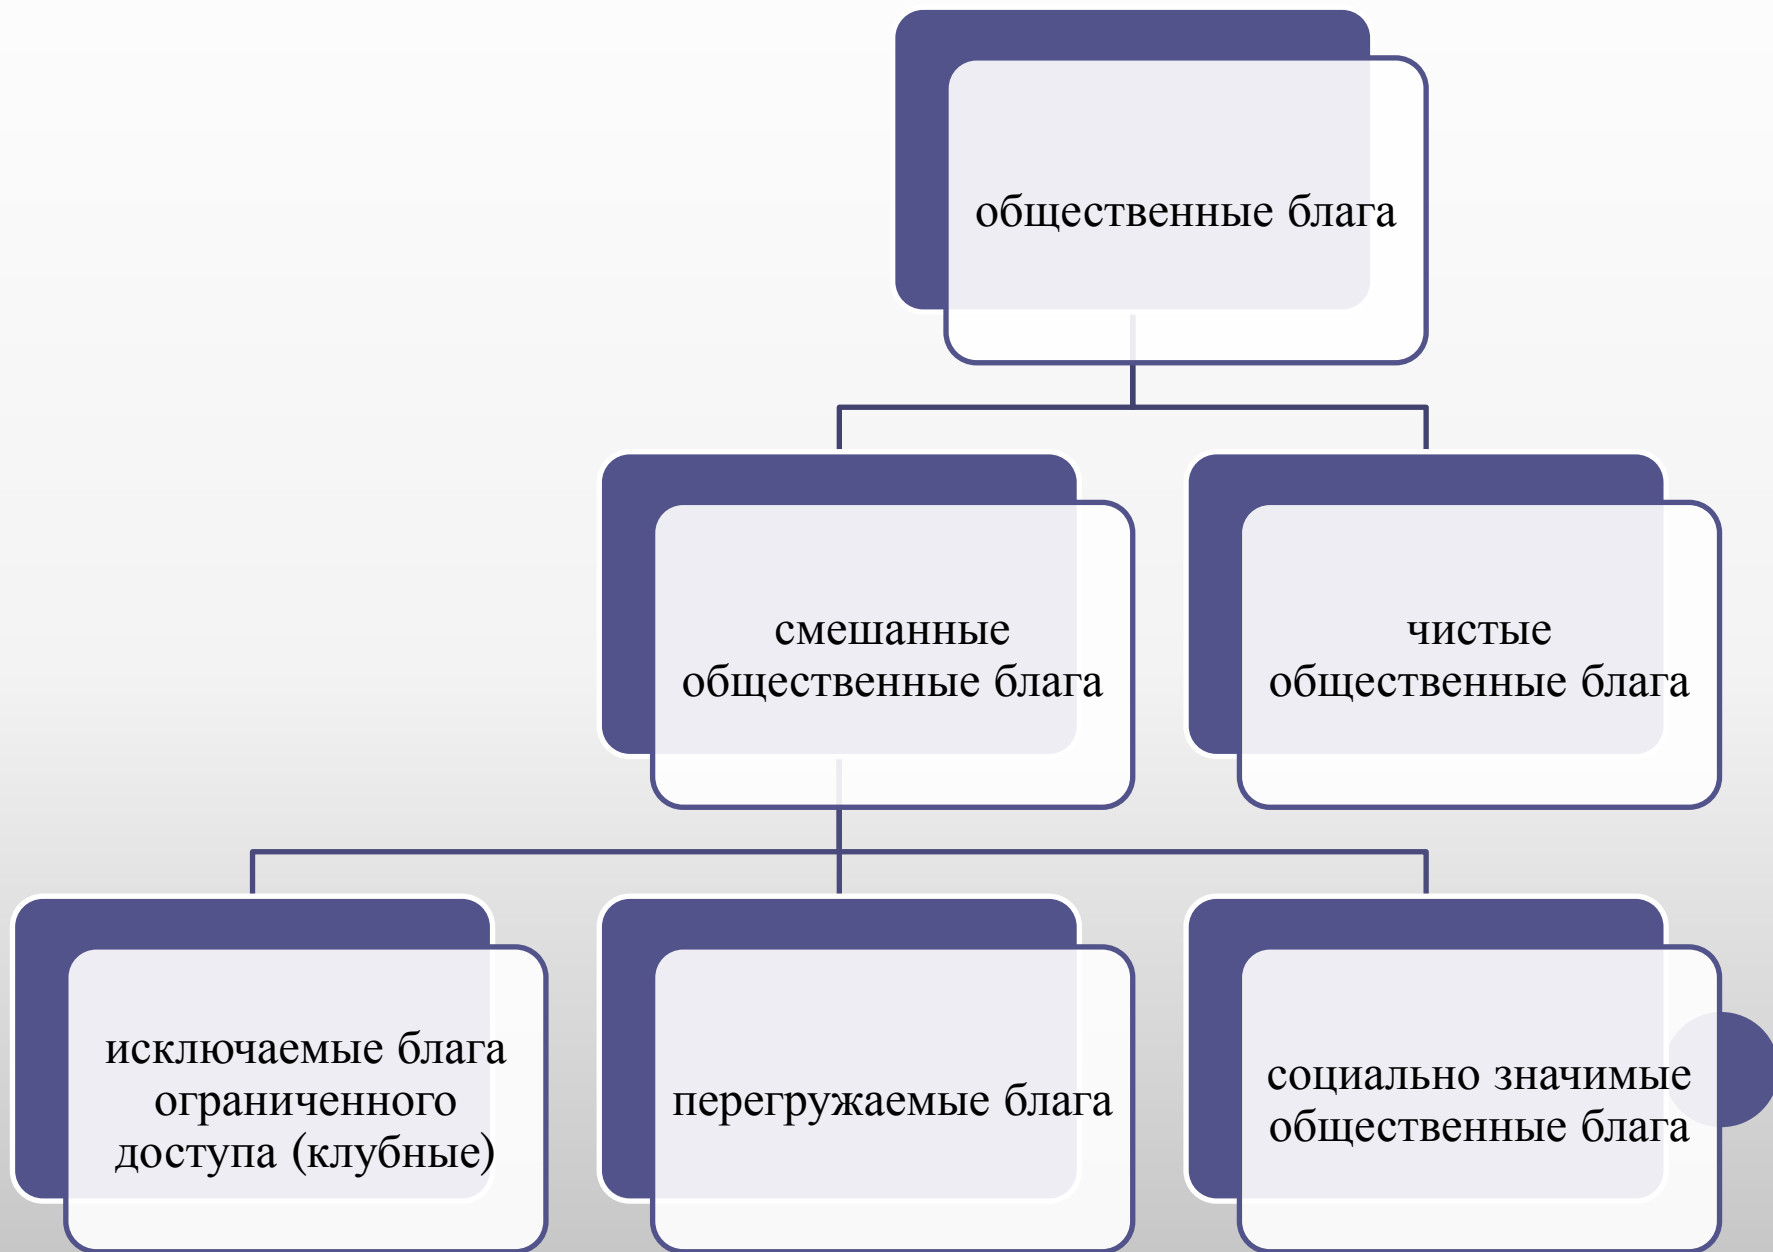 общественные блага
смешанные
общественные блага
чистые
общественные блага
исключаемые блага
ограниченного
доступа (клубные)
перегружаемые блага
социально значимые
общественные блага